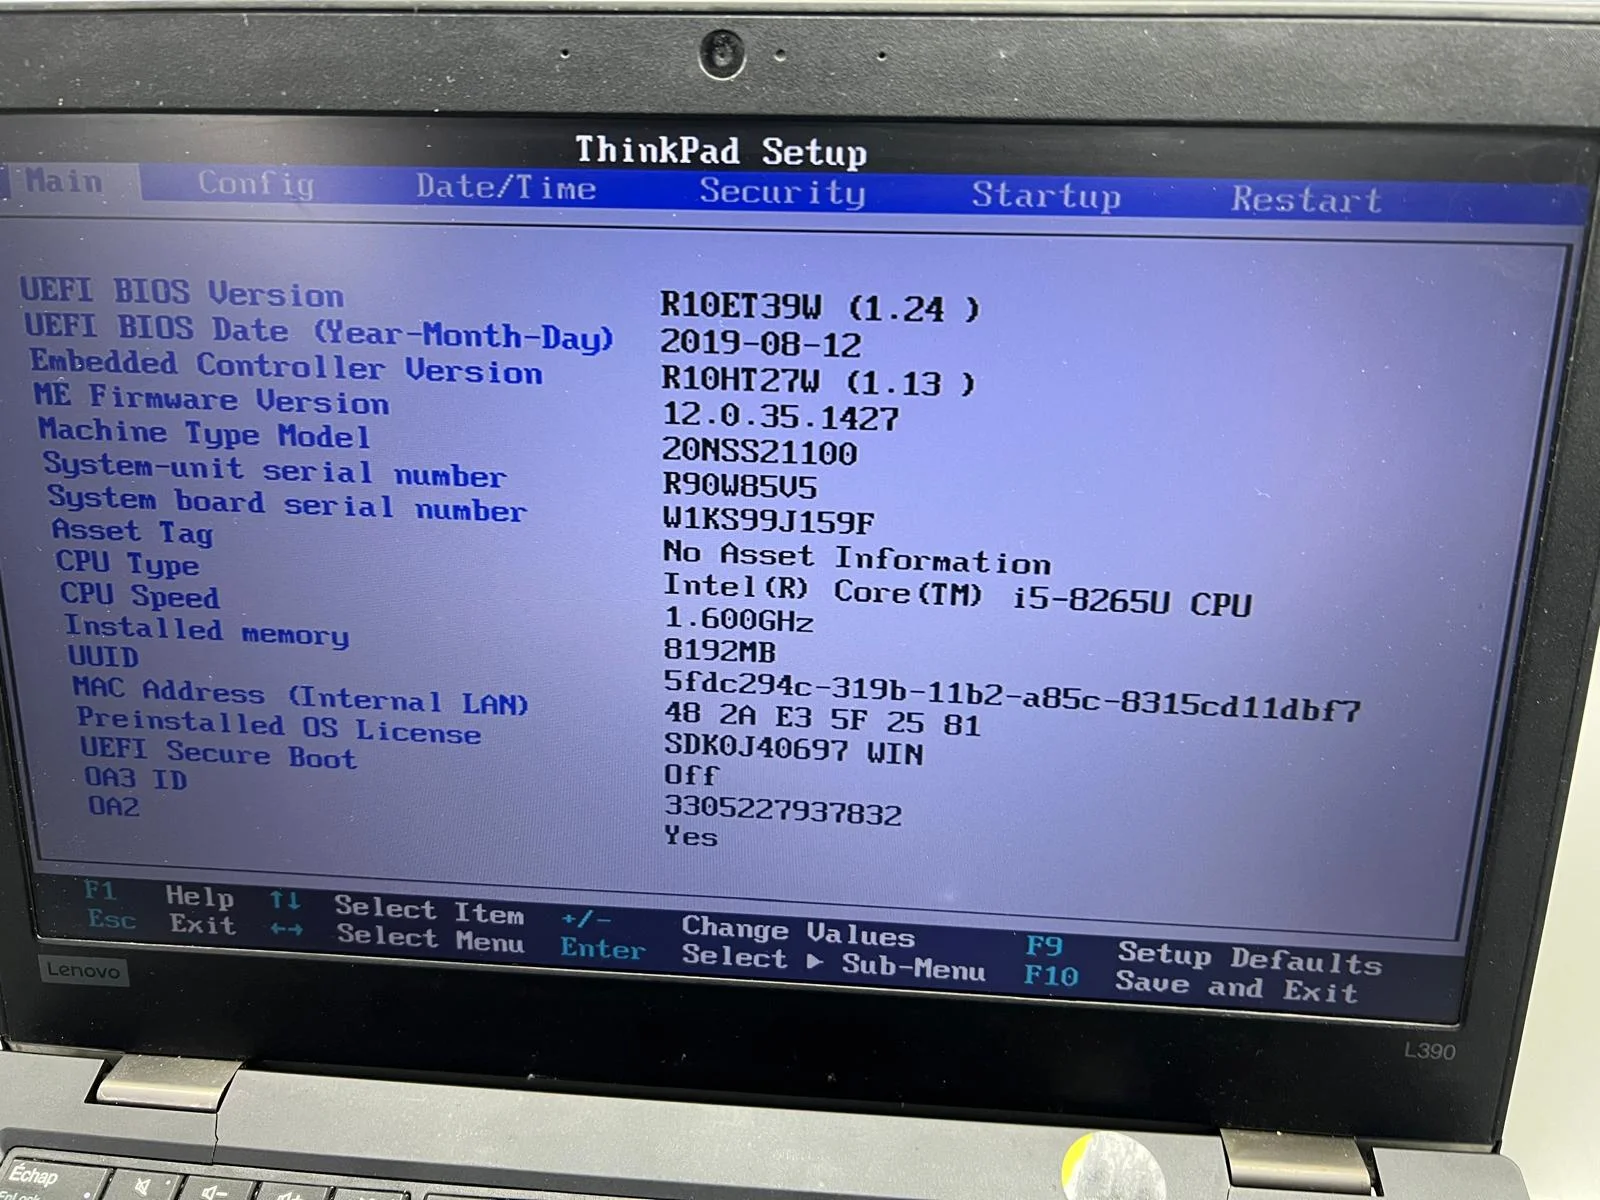 ThinkPad Setup
Main Config Date/Time Security Startup Restart
UEFI BIOS Version R10ET39W (1.24 )
UEFI BIOS Date (Year-Month-Day) 2019-08-12
Embedded Controller Version R10HT27W (1.13 )
ME Firmware Version 12.0.35.1427
Machine Type Model 20NSS21100
System-unit serial number R90W85V5
System board serial number W1KS99J159F
Asset Tag No Asset Information
CPU Type Intel(R) Core(TM) i5-8265U CPU
CPU Speed 1.600GHz
Installed memory 8192MB
UUID 5fdc294c-319b-11b2-a85c-8315cd11dbf7
MAC Address (Internal LAN) 48 2A E3 5F 25 81
Preinstalled OS License SDK0J40697 WIN
UEFI Secure Boot Off
OA3 ID 3305227937832
OA2 Yes
F1 Help ↑↓ Select Item +/- Change Values F9 Setup Defaults
Esc Exit ←→ Select Menu Enter Select ▶ Sub-Menu F10 Save and Exit
Lenovo
L390
Échap